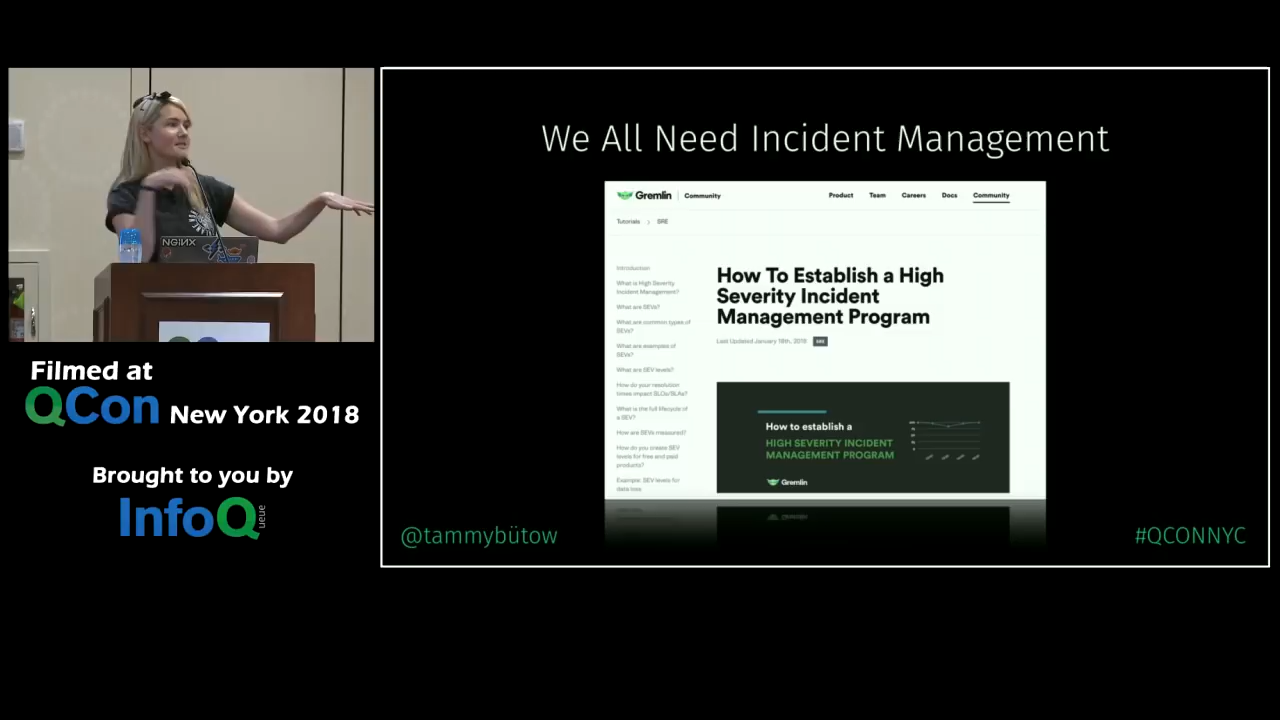 We All Need Incident Management
Gremlin | Community
Product Team Careers Docs Community
Tutorials > SRE
Introduction
What is High Severity
Incident Management?
What are SEVs?
What are common types of
SEVs?
What are examples of
SEVs?
What are SEV levels?
How do your resolution
times impact SLOs/SLAs?
What is the full lifecycle of
a SEV?
How are SEVs measured?
How do you create SEV
levels for free and paid
products?
Example: SEV levels for
data loss
How To Establish a High
Severity Incident
Management Program
Last Updated January 18th, 2018 SRE
How to establish a
HIGH SEVERITY INCIDENT
MANAGEMENT PROGRAM
Gremlin
@tammybütow
#QCONNYC
NGINX
Filmed at
QCon New York 2018
Brought to you by
InfoQ queue